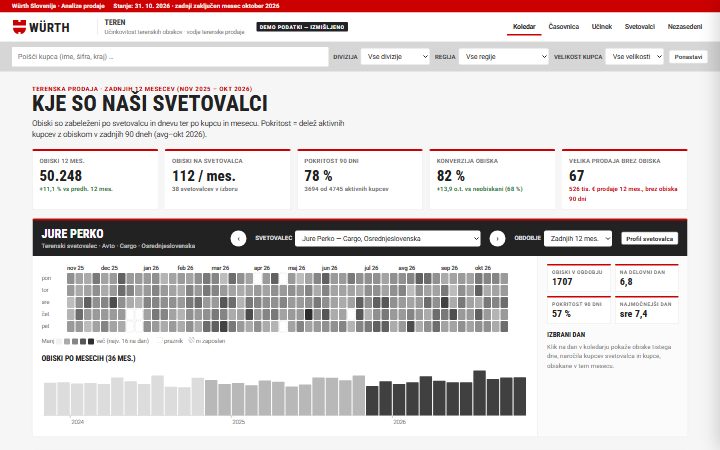 Würth Slovenija · Analiza prodaje Stanje: 31. 10. 2026 · zadnji zaključen mesec oktober 2026
WÜRTH
TEREN
Učinkovitost terenskih obiskov · vodje terenske prodaje
DEMO PODATKI — IZMIŠLJENO
Koledar Časovnica Učinek Svetovalci Nezasedeni
Poišči kupca (ime, šifra, kraj) ...
DIVIZIJA Vse divizije
REGIJA Vse regije
VELIKOST KUPCA Vse velikosti
Ponastavi
TERENSKA PRODAJA · ZADNJIH 12 MESECEV (NOV 2025 – OKT 2026)
KJE SO NAŠI SVETOVALCI
Obiski so zabeleženi po svetovalcu in dnevu ter po kupcu in mesecu. Pokritost = delež aktivnih
kupcev z obiskom v zadnjih 90 dneh (avg–okt 2026).
OBISKI 12 MES.
50.248
+11,1 % vs predh. 12 mes.
OBISKI NA SVETOVALCA
112 / mes.
38 svetovalcev v izboru
POKRITOST 90 DNI
78 %
3694 od 4745 aktivnih kupcev
KONVERZIJA OBISKA
82 %
+13,9 o.t. vs neobiskani (68 %)
VELIKA PRODAJA BREZ OBISKA
67
526 tis. € prodaje 12 mes., brez obiska
90 dni
JURE PERKO
Terenski svetovalec · Avto · Cargo · Osrednjeslovenska
SVETOVALEC Jure Perko — Cargo, Osrednjeslovenska
OBDOBJE Zadnjih 12 mes.
Profil svetovalca
nov 25 dec 25 jan 26 feb 26 mar 26 apr 26 maj 26 jun 26 jul 26 avg 26 sep 26 okt 26
pon
tor
sre
čet
pet
Manj več (najv. 16 na dan) praznik ni zaposlen
OBISKI PO MESECIH (36 MES.)
2024 2025 2026
OBISKI V OBDOBJU
1707
NA DELOVNI DAN
6,8
POKRITOST 90 DNI
57 %
NAJMOČNEJŠI DAN
sre 7,4
IZBRANI DAN
Klik na dan v koledarju pokaže obiske tistega
dne, naročila kupcev svetovalca in kupce,
obiskane v tem mesecu.